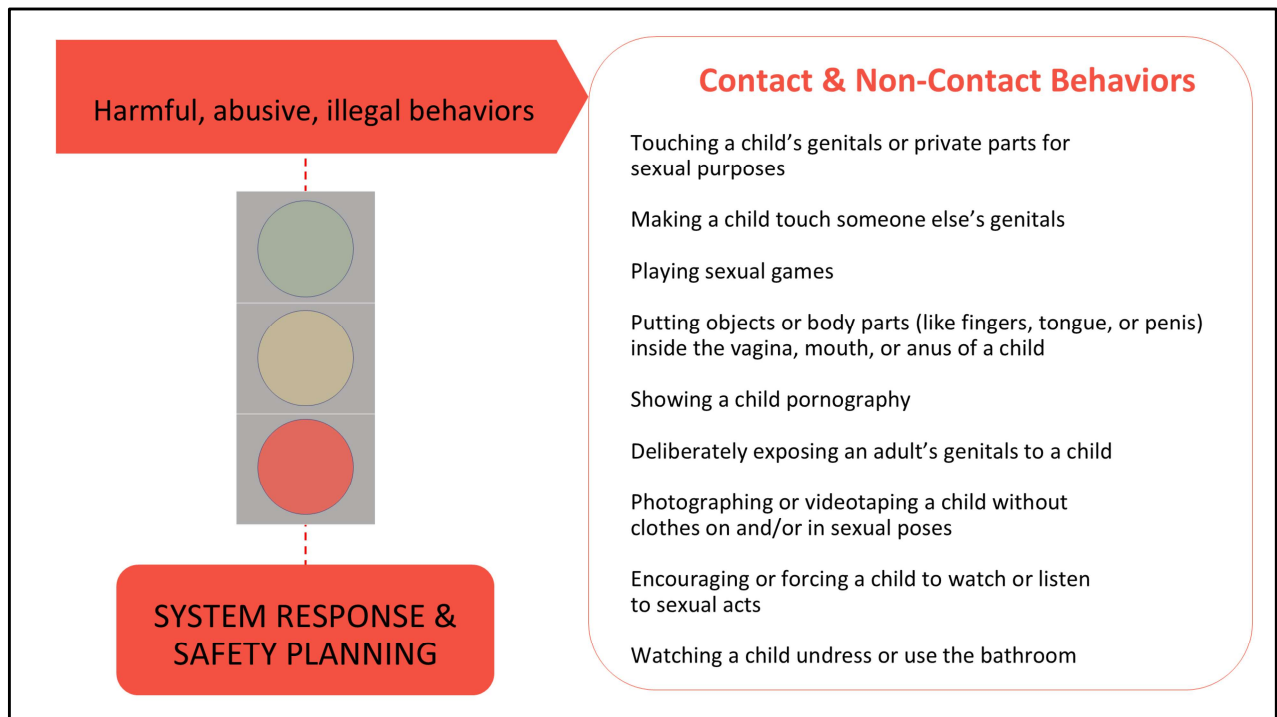 Harmful, abusive, illegal behaviors
SYSTEM RESPONSE &
SAFETY PLANNING
Contact & Non-Contact Behaviors
Touching a child’s genitals or private parts for
sexual purposes
Making a child touch someone else’s genitals
Playing sexual games
Putting objects or body parts (like fingers, tongue, or penis)
inside the vagina, mouth, or anus of a child
Showing a child pornography
Deliberately exposing an adult’s genitals to a child
Photographing or videotaping a child without
clothes on and/or in sexual poses
Encouraging or forcing a child to watch or listen
to sexual acts
Watching a child undress or use the bathroom